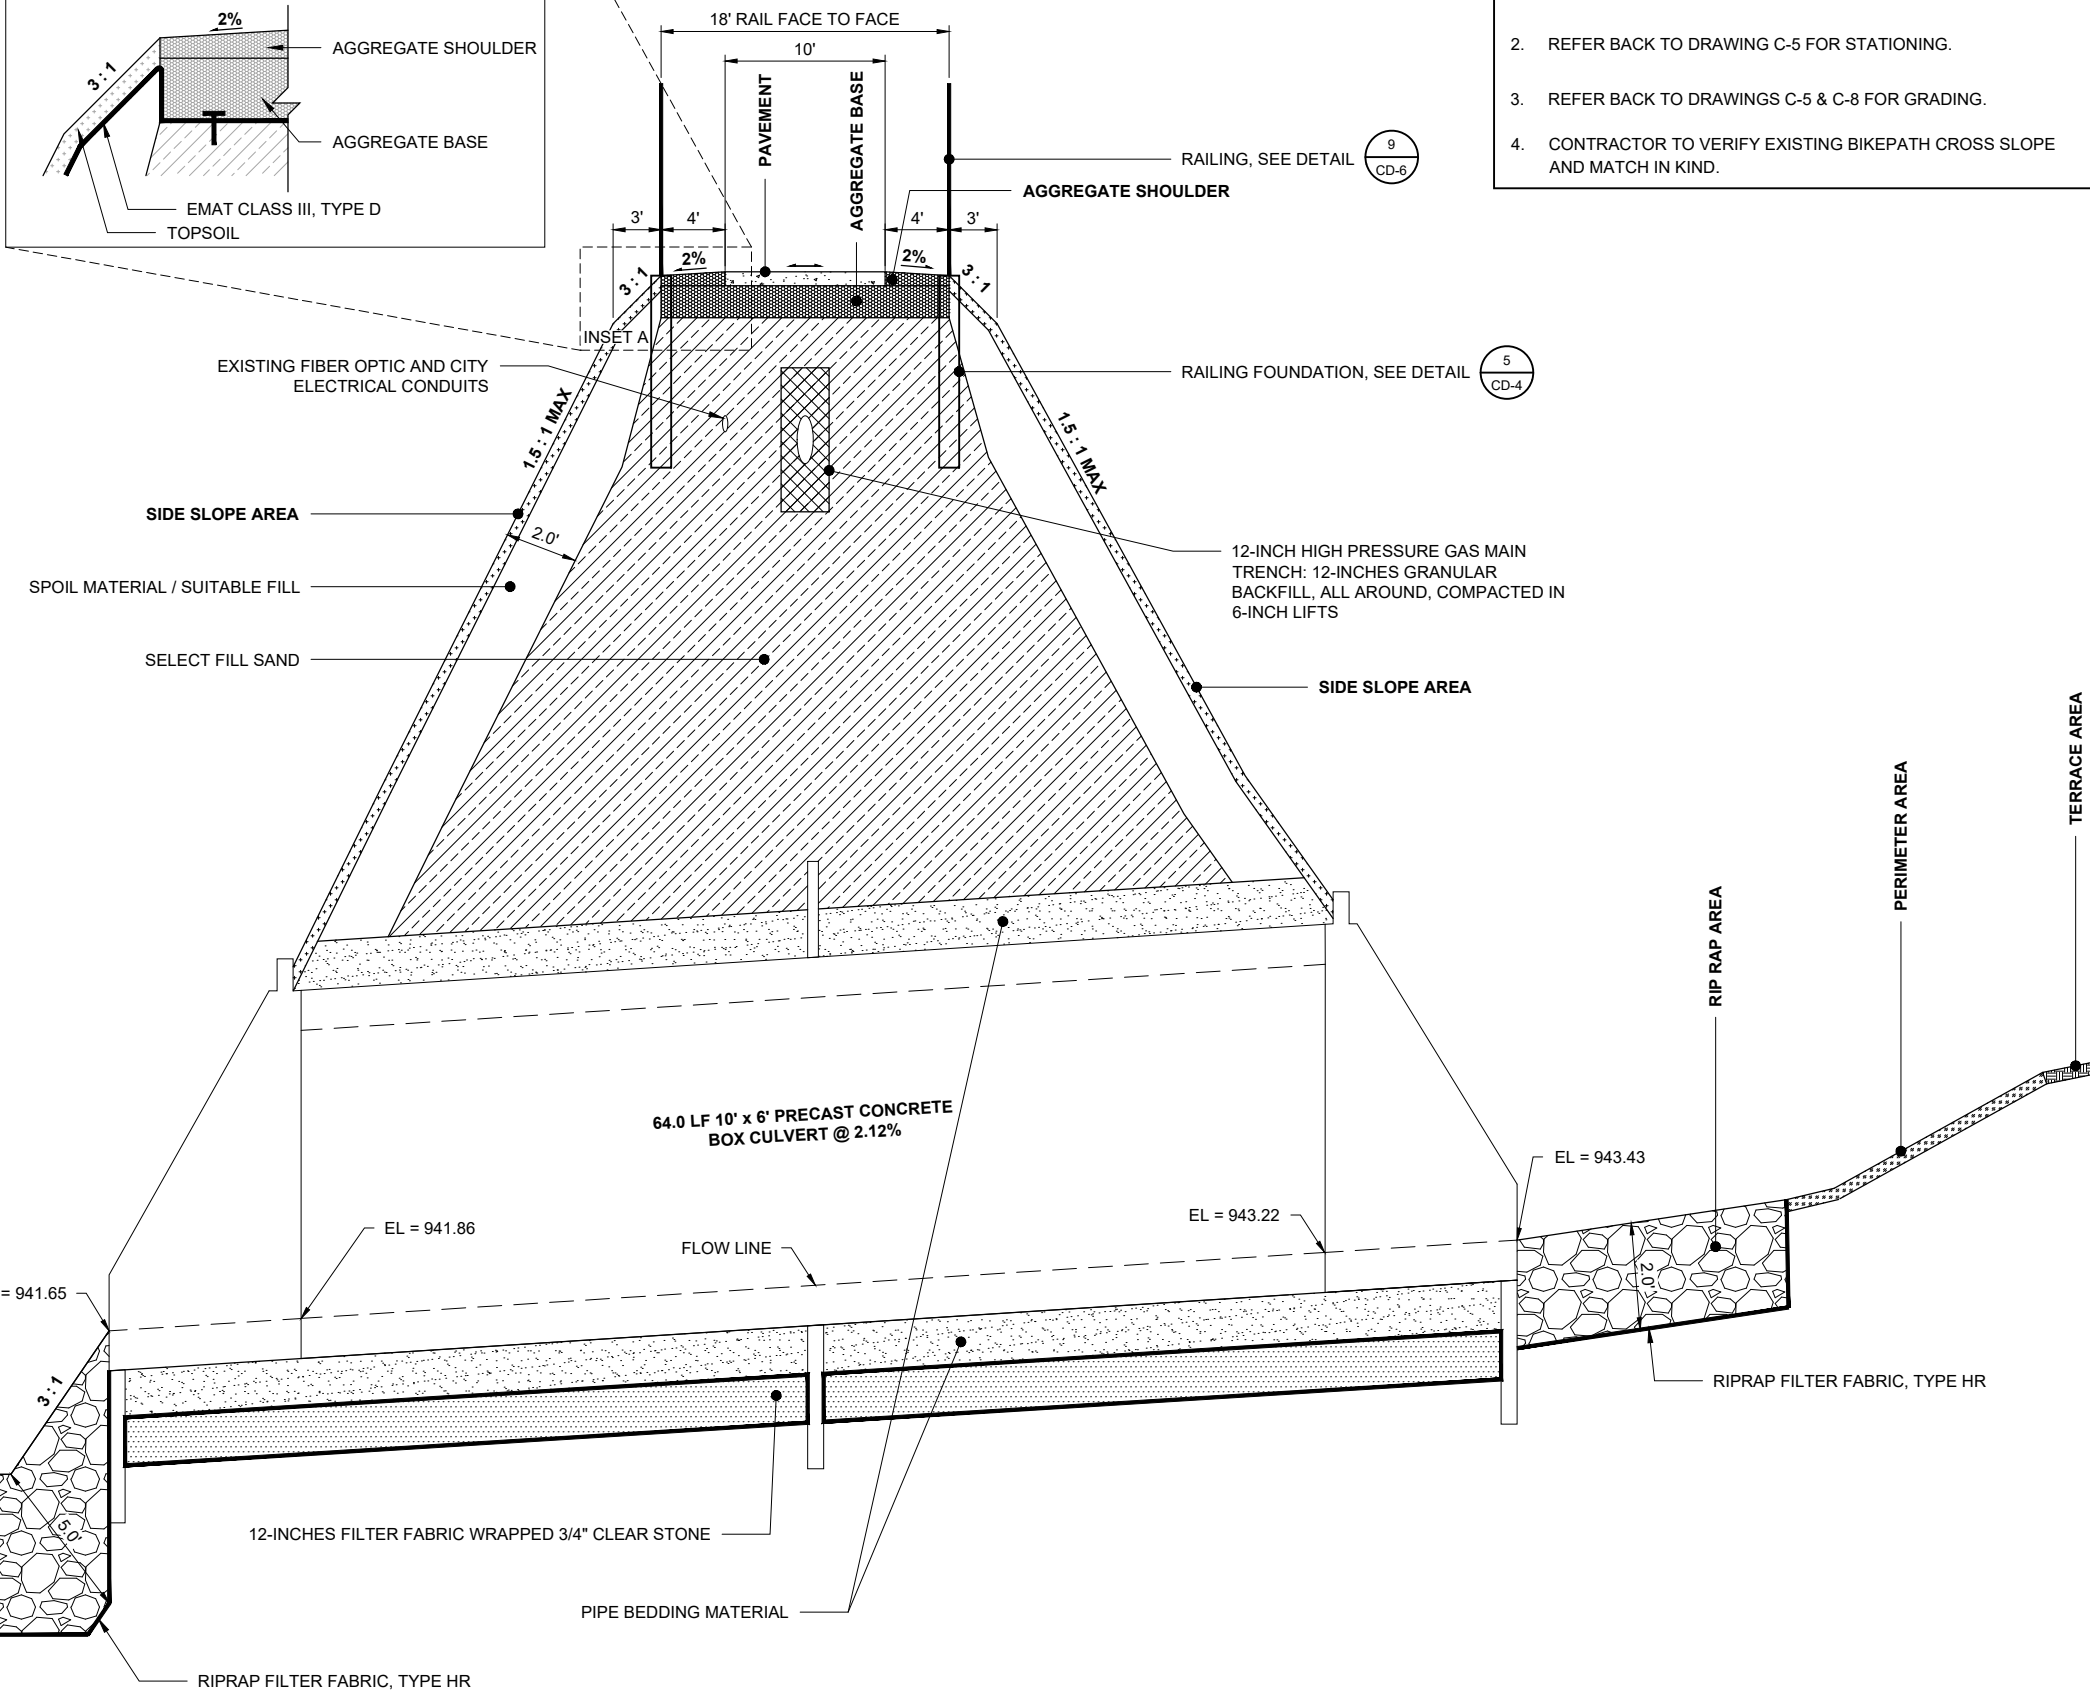 2%
AGGREGATE SHOULDER
3 : 1
AGGREGATE BASE
EMAT CLASS III, TYPE D
TOPSOIL
2. REFER BACK TO DRAWING C-5 FOR STATIONING.
3. REFER BACK TO DRAWINGS C-5 & C-8 FOR GRADING.
4. CONTRACTOR TO VERIFY EXISTING BIKEPATH CROSS SLOPE
AND MATCH IN KIND.
18' RAIL FACE TO FACE
10'
PAVEMENT
AGGREGATE BASE
RAILING, SEE DETAIL
9
CD-6
AGGREGATE SHOULDER
3'
4'
4'
3'
3 : 1
2%
2%
3 : 1
INSET A
EXISTING FIBER OPTIC AND CITY
ELECTRICAL CONDUITS
RAILING FOUNDATION, SEE DETAIL
5
CD-4
1.5 : 1 MAX
1.5 : 1 MAX
SIDE SLOPE AREA
2.0'
12-INCH HIGH PRESSURE GAS MAIN
TRENCH: 12-INCHES GRANULAR
BACKFILL, ALL AROUND, COMPACTED IN
6-INCH LIFTS
SPOIL MATERIAL / SUITABLE FILL
SELECT FILL SAND
SIDE SLOPE AREA
TERRACE AREA
PERIMETER AREA
RIP RAP AREA
64.0 LF 10' x 6' PRECAST CONCRETE
BOX CULVERT @ 2.12%
EL = 943.43
EL = 941.86
EL = 943.22
FLOW LINE
= 941.65
2.0'
3 : 1
RIPRAP FILTER FABRIC, TYPE HR
5.0'
12-INCHES FILTER FABRIC WRAPPED 3/4" CLEAR STONE
PIPE BEDDING MATERIAL
RIPRAP FILTER FABRIC, TYPE HR